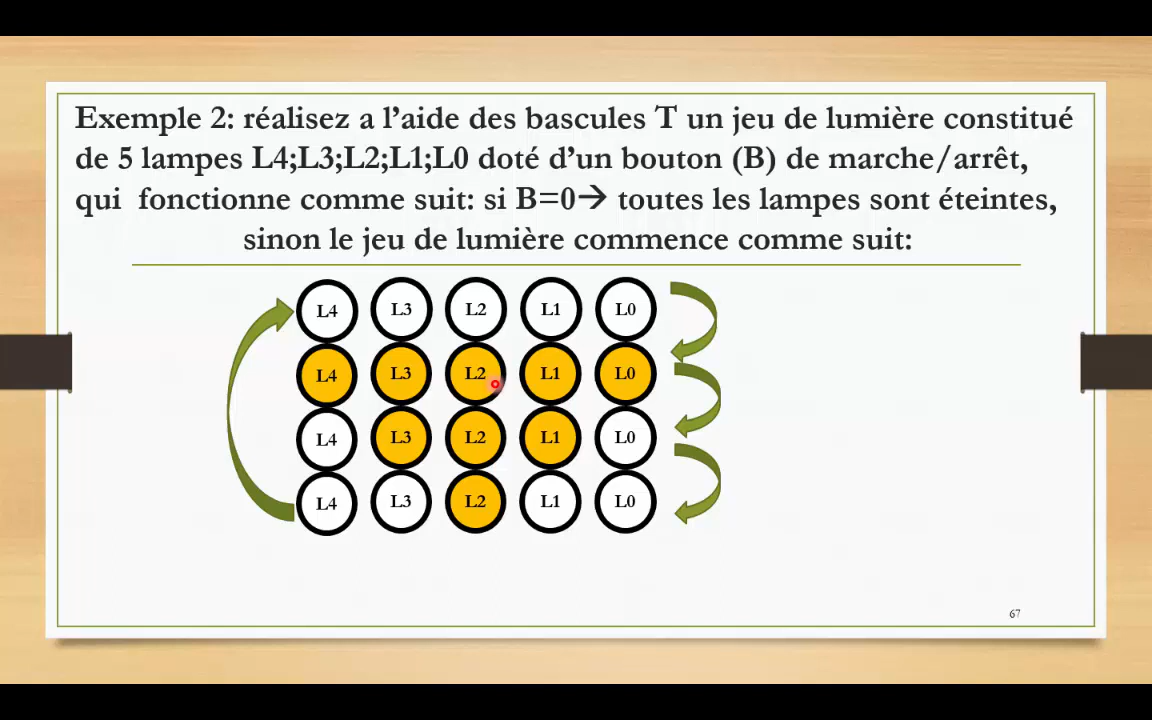 Exemple 2: réalisez a l’aide des bascules T un jeu de lumière constitué
de 5 lampes L4;L3;L2;L1;L0 doté d’un bouton (B) de marche/arrêt,
qui fonctionne comme suit: si B=0→ toutes les lampes sont éteintes,
sinon le jeu de lumière commence comme suit:
L4 L3 L2 L1 L0
L4 L3 L2 L1 L0
L4 L3 L2 L1 L0
L4 L3 L2 L1 L0
67